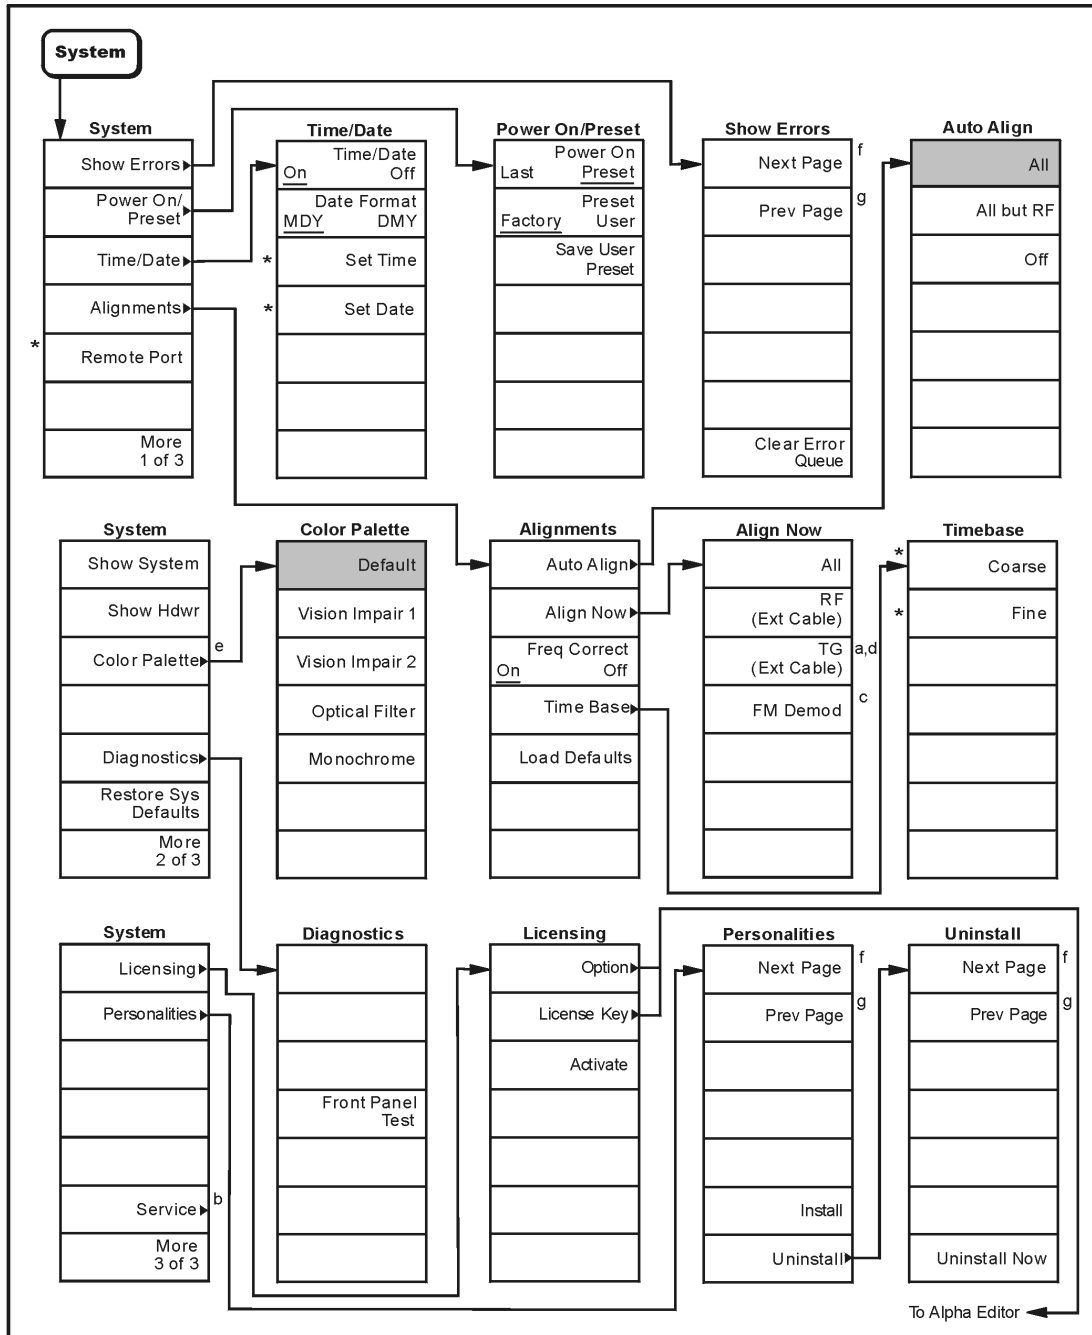 System
System
Show Errors
Power On/
Preset
Time/Date
Alignments
*
Remote Port
More
1 of 3
Time/Date
Time/Date
On Off
Date Format
MDY DMY
*
Set Time
*
Set Date
Power On/Preset
Power On
Last Preset
Preset
Factory User
Save User
Preset
Show Errors
Next Page
f
Prev Page
g
Clear Error
Queue
Auto Align
All
All but RF
Off
System
Show System
Show Hdwr
Color Palette
e
Diagnostics
Restore Sys
Defaults
More
2 of 3
Color Palette
Default
Vision Impair 1
Vision Impair 2
Optical Filter
Monochrome
Alignments
Auto Align
Align Now
Freq Correct
On Off
Time Base
Load Defaults
Align Now
All
RF
(Ext Cable)
TG
(Ext Cable)
a,d
FM Demod
c
Timebase
*
Coarse
*
Fine
System
Licensing
Personalities
Service
b
More
3 of 3
Diagnostics
Front Panel
Test
Licensing
Option
License Key
Activate
Personalities
Next Page
f
Prev Page
g
Install
Uninstall
Uninstall
Next Page
f
Prev Page
g
Uninstall Now
To Alpha Editor